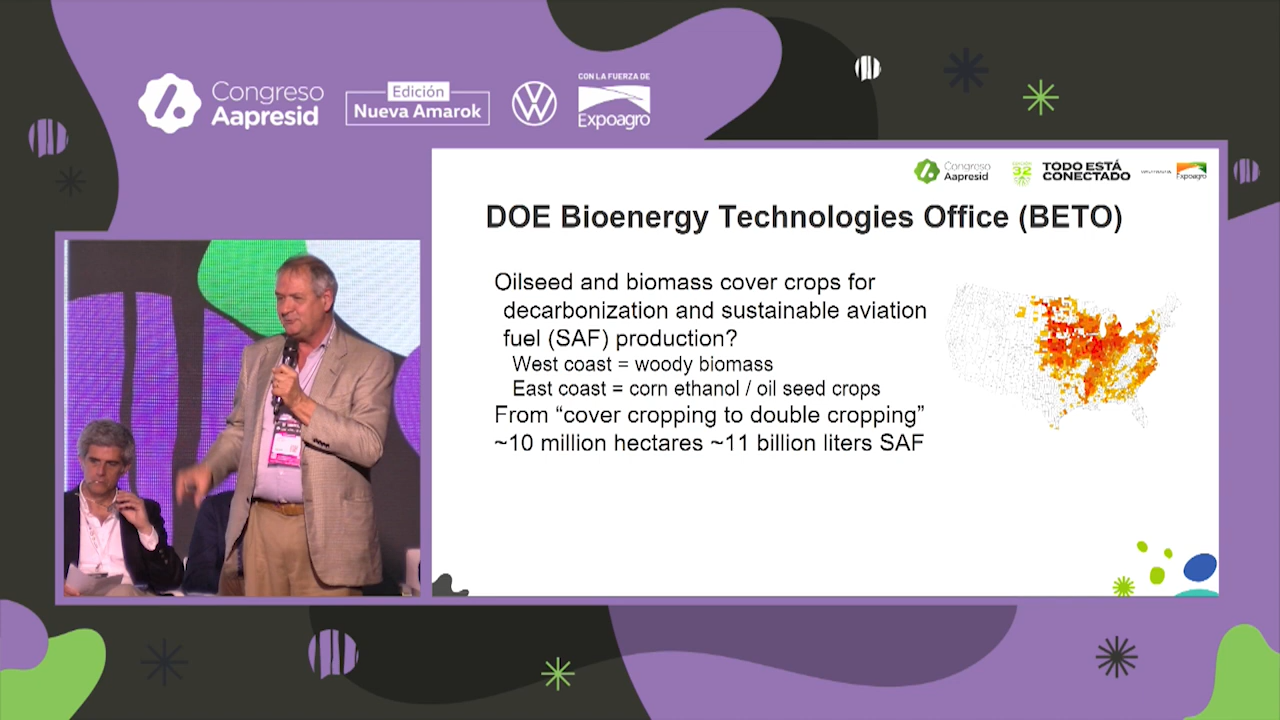 CON LA FUERZA DE
Congreso
Aapresid
Edición
Nueva Amarok
Expoagro
Congreso
Aapresid
32
TODO ESTÁ
CONECTADO
Expoagro
DOE Bioenergy Technologies Office (BETO)
Oilseed and biomass cover crops for
decarbonization and sustainable aviation
fuel (SAF) production?
West coast = woody biomass
East coast = corn ethanol / oil seed crops
From “cover cropping to double cropping”
~10 million hectares ~11 billion liters SAF